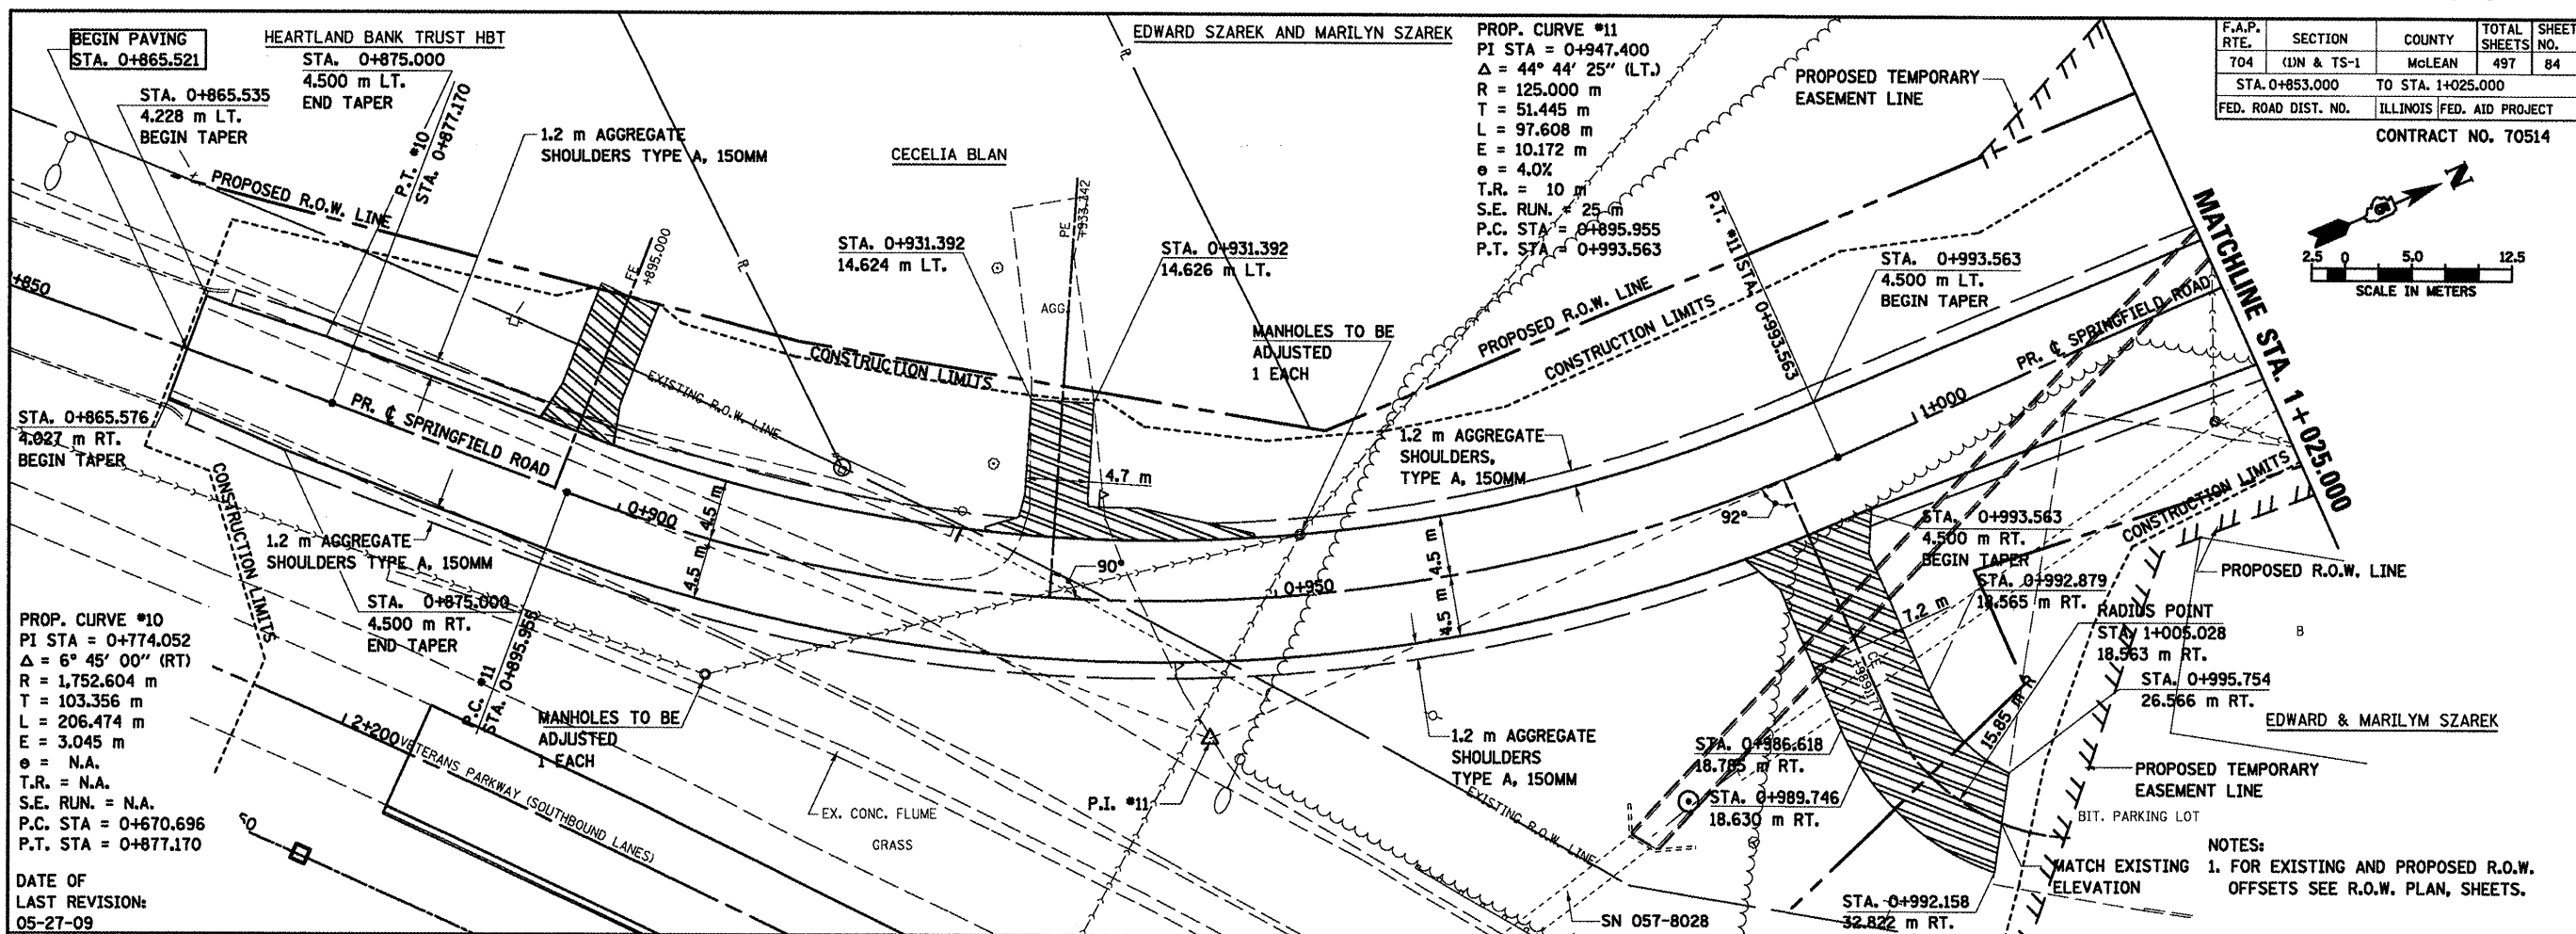 BEGIN PAVING
STA. 0+865.521
HEARTLAND BANK TRUST HBT
STA. 0+875.000
4.500 m LT.
END TAPER
STA. 0+865.535
4.228 m LT.
BEGIN TAPER
P.T. #10
STA. 0+877.170
1.2 m AGGREGATE
SHOULDERS TYPE A, 150MM
CECELIA BLAN
EDWARD SZAREK AND MARILYN SZAREK
PROP. CURVE #11
PI STA = 0+947.400
Δ = 44° 44' 25" (LT.)
R = 125.000 m
T = 51.445 m
L = 97.608 m
E = 10.172 m
e = 4.0%
T.R. = 10 m
S.E. RUN. = 25 m
P.C. STA = 0+895.955
P.T. STA = 0+993.563
PROPOSED TEMPORARY
EASEMENT LINE
F.A.P. RTE.
SECTION
COUNTY
TOTAL SHEETS
SHEET NO.
704
(1)N & TS-1
McLEAN
497
84
STA. 0+853.000 TO STA. 1+025.000
FED. ROAD DIST. NO.
ILLINOIS
FED. AID PROJECT
CONTRACT NO. 70514
N
2.5 0 5.0 12.5
SCALE IN METERS
MATCHLINE STA. 1+025.000
PROPOSED R.O.W. LINE
FE
+895.000
STA. 0+931.392
14.624 m LT.
PE
AGG.
STA. 0+931.392
14.626 m LT.
MANHOLES TO BE
ADJUSTED
1 EACH
PROPOSED R.O.W. LINE
CONSTRUCTION LIMITS
P.T. #11 STA. 0+993.563
STA. 0+993.563
4.500 m LT.
BEGIN TAPER
PR. ℄ SPRINGFIELD ROAD
1+000
CONSTRUCTION LIMITS
EXISTING R.O.W. LINE
STA. 0+865.576
4.027 m RT.
BEGIN TAPER
PR. ℄ SPRINGFIELD ROAD
CONSTRUCTION LIMITS
0+900
4.5 m 4.5 m
4.7 m
90°
0+950
4.5 m 4.5 m
1.2 m AGGREGATE
SHOULDERS,
TYPE A, 150MM
92°
STA. 0+993.563
4.500 m RT.
BEGIN TAPER
STA. 0+992.879
18.565 m RT.
7.2 m
CONSTRUCTION LIMITS
PROPOSED R.O.W. LINE
RADIUS POINT
STA. 1+005.028
18.563 m RT.
B
STA. 0+995.754
26.566 m RT.
15.85 m R
EDWARD & MARILYM SZAREK
1.2 m AGGREGATE
SHOULDERS TYPE A, 150MM
STA. 0+875.000
4.500 m RT.
END TAPER
P.C. #11
STA. 0+895.955
PROP. CURVE #10
PI STA = 0+774.052
Δ = 6° 45' 00" (RT)
R = 1,752.604 m
T = 103.356 m
L = 206.474 m
E = 3.045 m
e = N.A.
T.R. = N.A.
S.E. RUN. = N.A.
P.C. STA = 0+670.696
P.T. STA = 0+877.170
2+200
VETERANS PARKWAY (SOUTHBOUND LANES)
MANHOLES TO BE
ADJUSTED
1 EACH
EX. CONC. FLUME
GRASS
P.I. #11
1.2 m AGGREGATE
SHOULDERS
TYPE A, 150MM
EXISTING R.O.W. LINE
STA. 0+986.618
18.785 m RT.
STA. 0+989.746
18.630 m RT.
SN 057-8028
STA. 0+992.158
32.822 m RT.
MATCH EXISTING
ELEVATION
PROPOSED TEMPORARY
EASEMENT LINE
BIT. PARKING LOT
NOTES:
1. FOR EXISTING AND PROPOSED R.O.W.
OFFSETS SEE R.O.W. PLAN, SHEETS.
DATE OF
LAST REVISION:
05-27-09